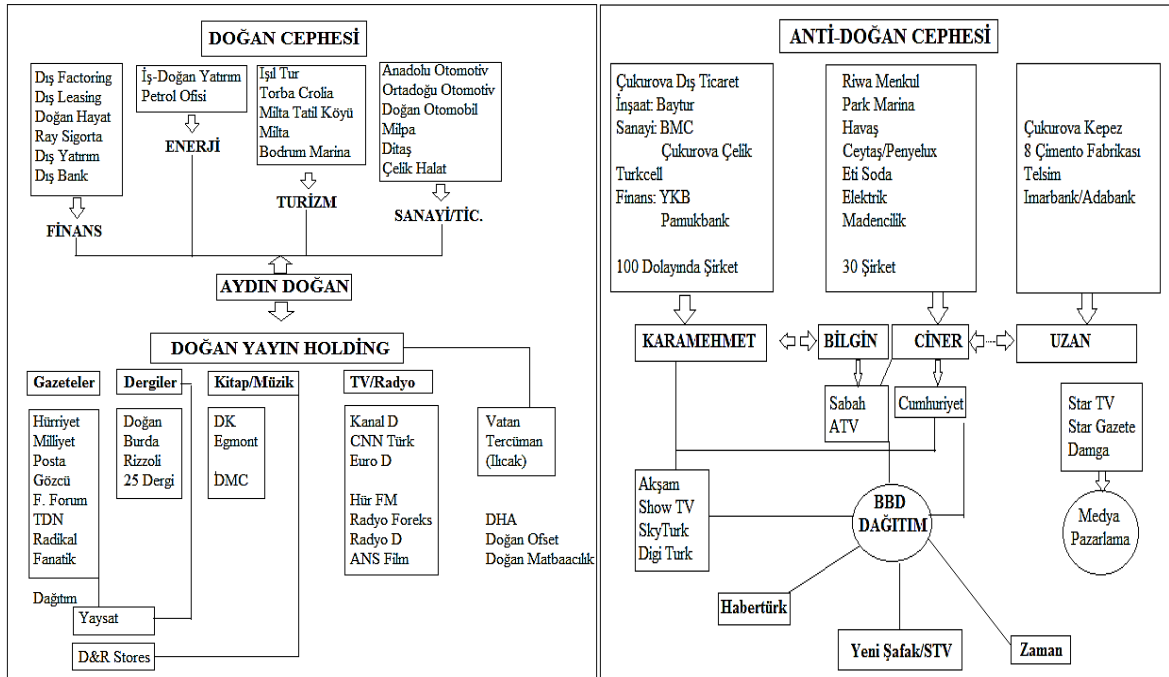 DOĞAN CEPHESİ
Dış Factoring
Dış Leasing
Doğan Hayat
Ray Sigorta
Dış Yatırım
Dış Bank
FİNANS
İş-Doğan Yatırım
Petrol Ofisi
ENERJİ
Işıl Tur
Torba Crolia
Milta Tatil Köyü
Milta
Bodrum Marina
TURİZM
Anadolu Otomotiv
Ortadoğu Otomotiv
Doğan Otomobil
Milpa
Ditaş
Çelik Halat
SANAYİ/TİC.
AYDIN DOĞAN
DOĞAN YAYIN HOLDİNG
Gazeteler
Hürriyet
Milliyet
Posta
Gözcü
F. Forum
TDN
Radikal
Fanatik
Dağıtım
Yaysat
D&R Stores
Dergiler
Doğan
Burda
Rizzoli
25 Dergi
Kitap/Müzik
DK
Egmont
DMC
TV/Radyo
Kanal D
CNN Türk
Euro D
Hür FM
Radyo Foreks
Radyo D
ANS Film
Vatan
Tercüman
(Ilıcak)
DHA
Doğan Ofset
Doğan Matbaacılık
ANTİ-DOĞAN CEPHESİ
Çukurova Dış Ticaret
İnşaat: Baytur
Sanayi: BMC
Çukurova Çelik
Turkcell
Finans: YKB
Pamukbank
100 Dolayında Şirket
Riwa Menkul
Park Marina
Havaş
Ceytaş/Penyelux
Eti Soda
Elektrik
Madencilik
30 Şirket
Çukurova Kepez
8 Çimento Fabrikası
Telsim
Imarbank/Adabank
KARAMEHMET
BİLGİN
CİNER
UZAN
Sabah
ATV
Cumhuriyet
Star TV
Star Gazete
Damga
Akşam
Show TV
SkyTurk
Digi Turk
BBD
DAĞITIM
Medya
Pazarlama
Habertürk
Yeni Şafak/STV
Zaman